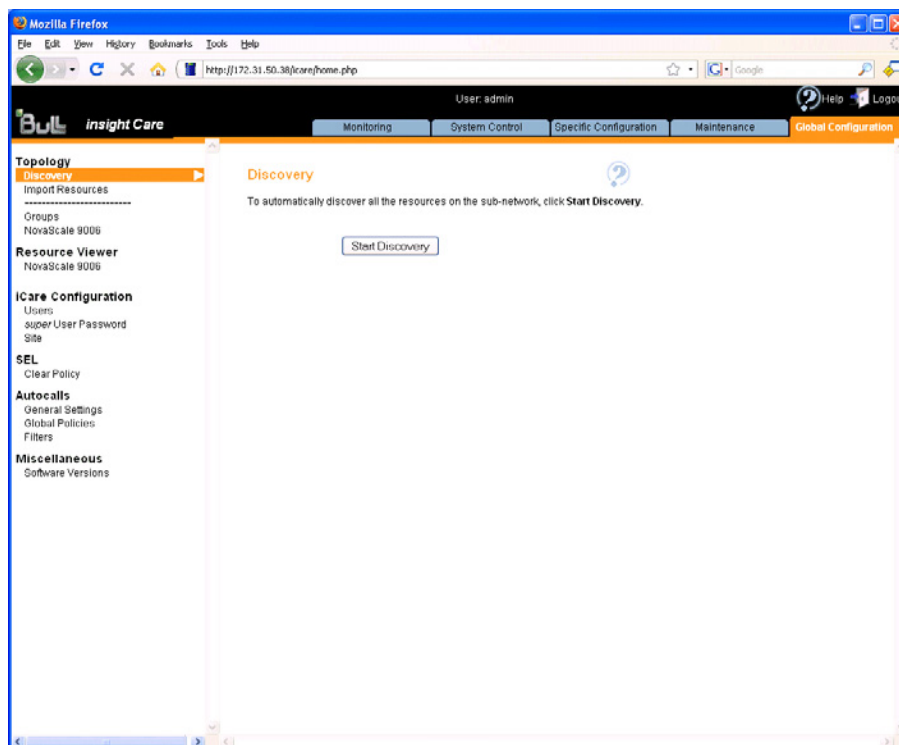 Mozilla Firefox
File Edit View History Bookmarks Tools Help
http://172.31.50.38/icare/home.php
Google
User: admin
Help Logou
Bull insight Care
Monitoring System Control Specific Configuration Maintenance Global Configuration
Topology
Discovery
Import Resources
-------------------------
Groups
NovaScale 9006
Resource Viewer
NovaScale 9006
iCare Configuration
Users
super User Password
Site
SEL
Clear Policy
Autocalls
General Settings
Global Policies
Filters
Miscellaneous
Software Versions
Discovery
To automatically discover all the resources on the sub-network, click Start Discovery.
Start Discovery